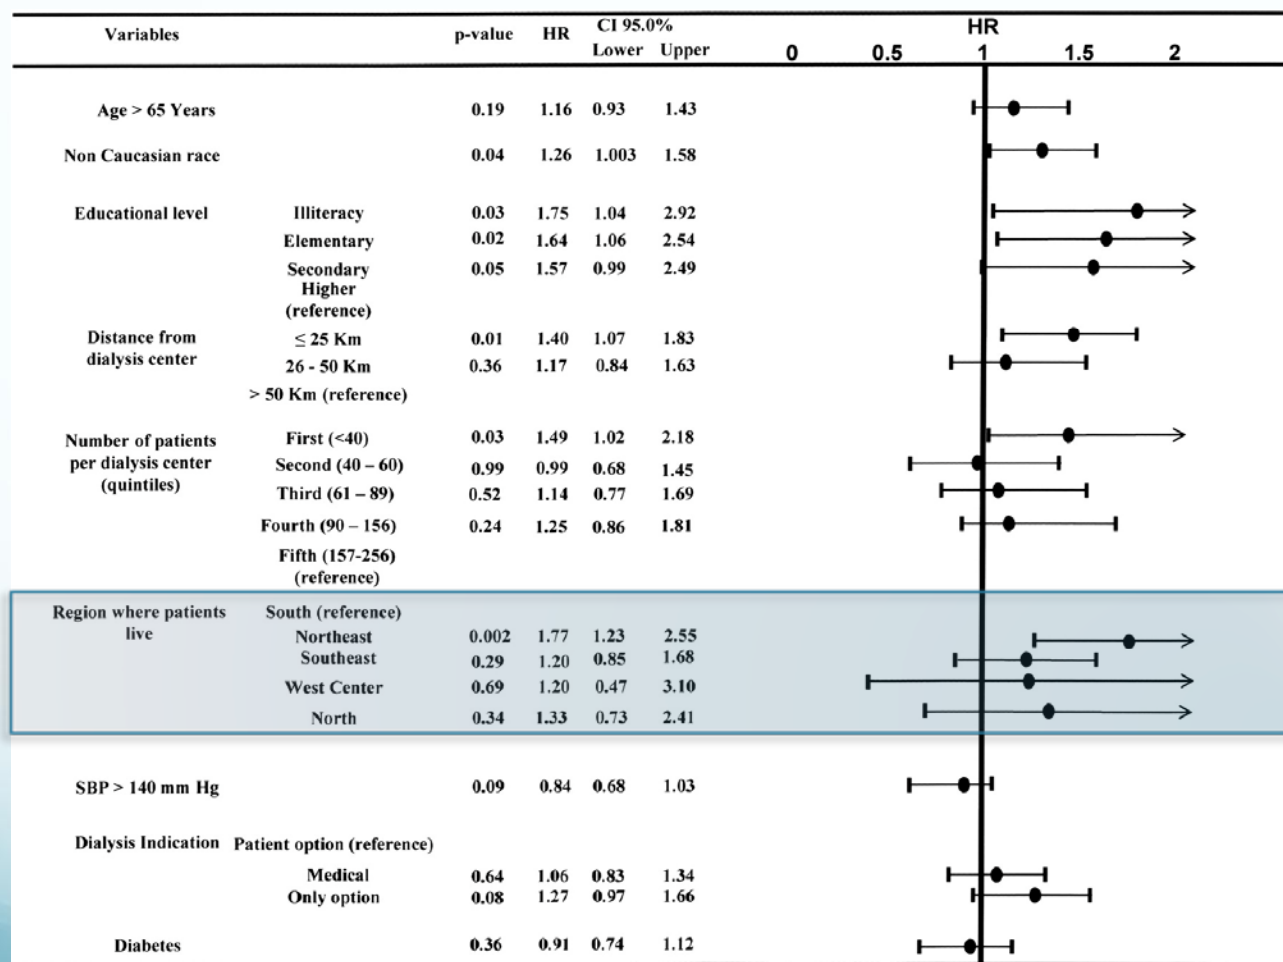 Variables p-value HR CI 95.0% HR
Lower Upper 0 0.5 1 1.5 2
Age > 65 Years 0.19 1.16 0.93 1.43
Non Caucasian race 0.04 1.26 1.003 1.58
Educational level Illiteracy 0.03 1.75 1.04 2.92
Elementary 0.02 1.64 1.06 2.54
Secondary 0.05 1.57 0.99 2.49
Higher
(reference)
Distance from ≤ 25 Km 0.01 1.40 1.07 1.83
dialysis center 26 - 50 Km 0.36 1.17 0.84 1.63
> 50 Km (reference)
Number of patients First (<40) 0.03 1.49 1.02 2.18
per dialysis center Second (40 – 60) 0.99 0.99 0.68 1.45
(quintiles) Third (61 – 89) 0.52 1.14 0.77 1.69
Fourth (90 – 156) 0.24 1.25 0.86 1.81
Fifth (157-256)
(reference)
Region where patients South (reference)
live Northeast 0.002 1.77 1.23 2.55
Southeast 0.29 1.20 0.85 1.68
West Center 0.69 1.20 0.47 3.10
North 0.34 1.33 0.73 2.41
SBP > 140 mm Hg 0.09 0.84 0.68 1.03
Dialysis Indication Patient option (reference)
Medical 0.64 1.06 0.83 1.34
Only option 0.08 1.27 0.97 1.66
Diabetes 0.36 0.91 0.74 1.12